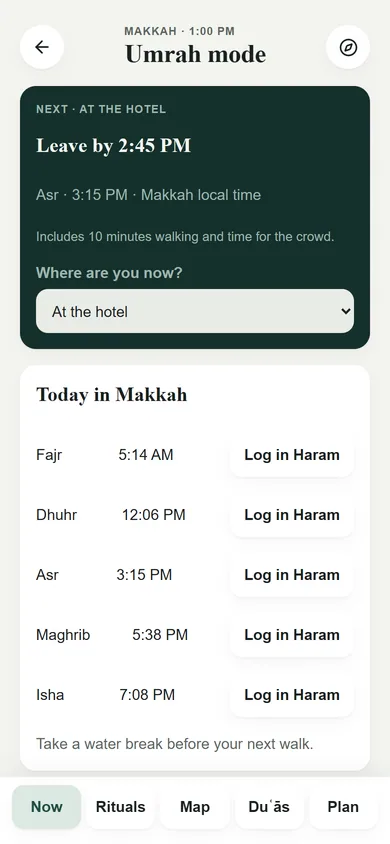 MAKKAH · 1:00 PM
Umrah mode
NEXT · AT THE HOTEL
Leave by 2:45 PM
Asr · 3:15 PM · Makkah local time
Includes 10 minutes walking and time for the crowd.
Where are you now?
At the hotel
Today in Makkah
Fajr 5:14 AM Log in Haram
Dhuhr 12:06 PM Log in Haram
Asr 3:15 PM Log in Haram
Maghrib 5:38 PM Log in Haram
Isha 7:08 PM Log in Haram
Take a water break before your next walk.
Now Rituals Map Duʿās Plan